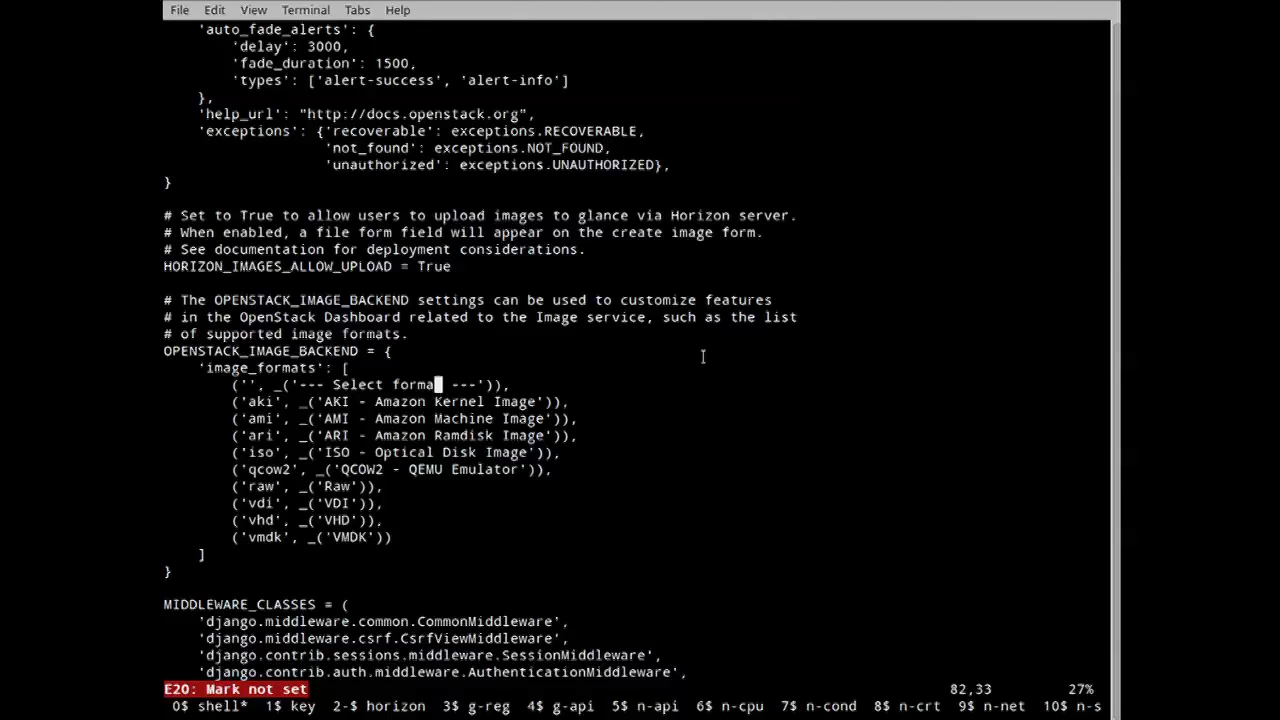 File Edit View Terminal Tabs Help
    'auto_fade_alerts': {
        'delay': 3000,
        'fade_duration': 1500,
        'types': ['alert-success', 'alert-info']
    },
    'help_url': "http://docs.openstack.org",
    'exceptions': {'recoverable': exceptions.RECOVERABLE,
                   'not_found': exceptions.NOT_FOUND,
                   'unauthorized': exceptions.UNAUTHORIZED},
}
# Set to True to allow users to upload images to glance via Horizon server.
# When enabled, a file form field will appear on the create image form.
# See documentation for deployment considerations.
HORIZON_IMAGES_ALLOW_UPLOAD = True
# The OPENSTACK_IMAGE_BACKEND settings can be used to customize features
# in the OpenStack Dashboard related to the Image service, such as the list
# of supported image formats.
OPENSTACK_IMAGE_BACKEND = {
    'image_formats': [
        ('', _('--- Select forma ---')),
        ('aki', _('AKI - Amazon Kernel Image')),
        ('ami', _('AMI - Amazon Machine Image')),
        ('ari', _('ARI - Amazon Ramdisk Image')),
        ('iso', _('ISO - Optical Disk Image')),
        ('qcow2', _('QCOW2 - QEMU Emulator')),
        ('raw', _('Raw')),
        ('vdi', _('VDI')),
        ('vhd', _('VHD')),
        ('vmdk', _('VMDK'))
    ]
}
MIDDLEWARE_CLASSES = (
    'django.middleware.common.CommonMiddleware',
    'django.middleware.csrf.CsrfViewMiddleware',
    'django.contrib.sessions.middleware.SessionMiddleware',
    'django.contrib.auth.middleware.AuthenticationMiddleware',
E20: Mark not set 82,33 27%
0$ shell* 1$ key 2-$ horizon 3$ g-reg 4$ g-api 5$ n-api 6$ n-cpu 7$ n-cond 8$ n-crt 9$ n-net 10$ n-s